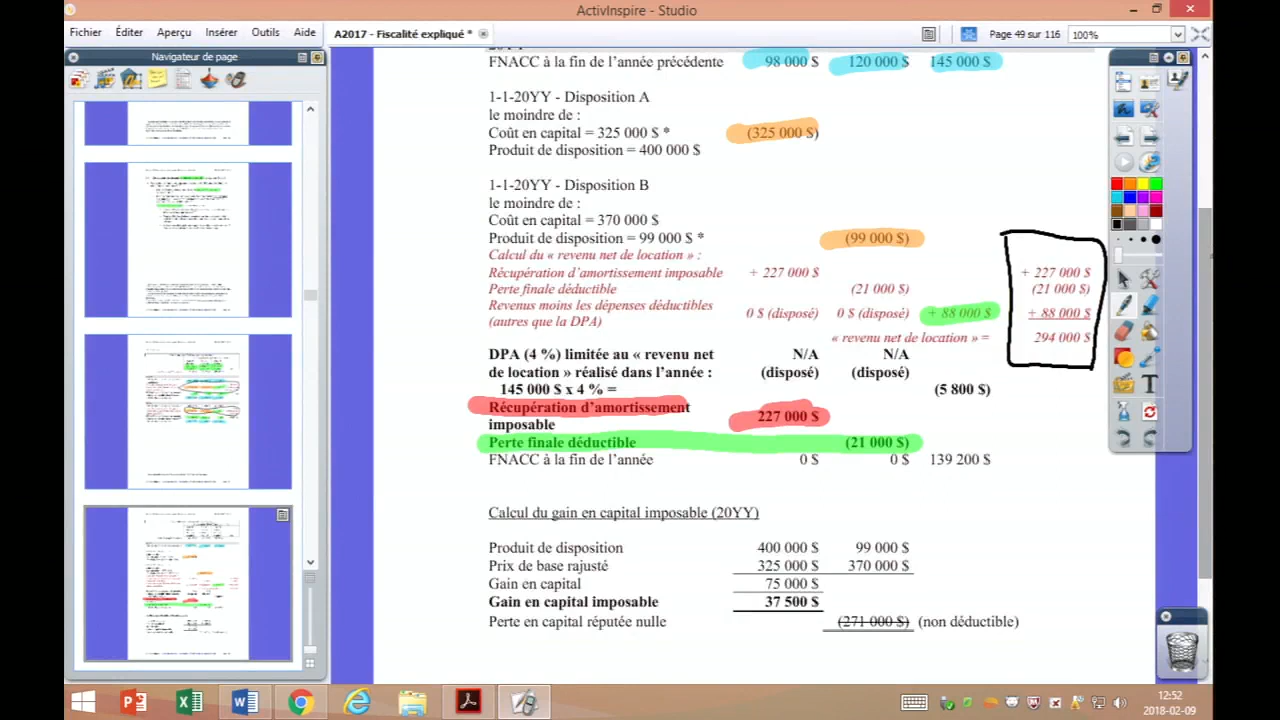 ActivInspire - Studio
Fichier Éditer Aperçu Insérer Outils Aide
A2017 - Fiscalité expliqué *
Page 49 sur 116
100%
Navigateur de page
FNACC à la fin de l'année précédente 98 000 $ 120 000 $ 145 000 $
1-1-20YY - Disposition A
le moindre de :
Coût en capital = 325 000 $ * (325 000 $)
Produit de disposition = 400 000 $
1-1-20YY - Disposition B
le moindre de :
Coût en capital = 370 000 $
Produit de disposition = 99 000 $ * (99 000 $)
Calcul du « revenu net de location » :
Récupération d'amortissement imposable + 227 000 $ + 227 000 $
Perte finale déductible (21 000 $) (21 000 $)
Revenus moins les dépenses déductibles
(autres que la DPA) 0 $ (disposé) 0 $ (disposé) + 88 000 $ + 88 000 $
« revenu net de location » = 294 000 $
DPA (4 %) limitée au « revenu net N/A N/A
de location » réalisé dans l'année : (disposé) (disposé)
145 000 $ x 4 % = (5 800 $)
Récupération d'amortissement
imposable 227 000 $
Perte finale déductible (21 000 $)
FNACC à la fin de l'année 0 $ 0 $ 139 200 $
Calcul du gain en capital imposable (20YY)
Produit de disposition 400 000 $ 99 000 $
Prix de base rajusté 325 000 $ 370 000 $
Gain en capital 75 000 $
Gain en capital imposable 37 500 $
Perte en capital réputée nulle (271 000 $) (non déductible)
12:52
2018-02-09